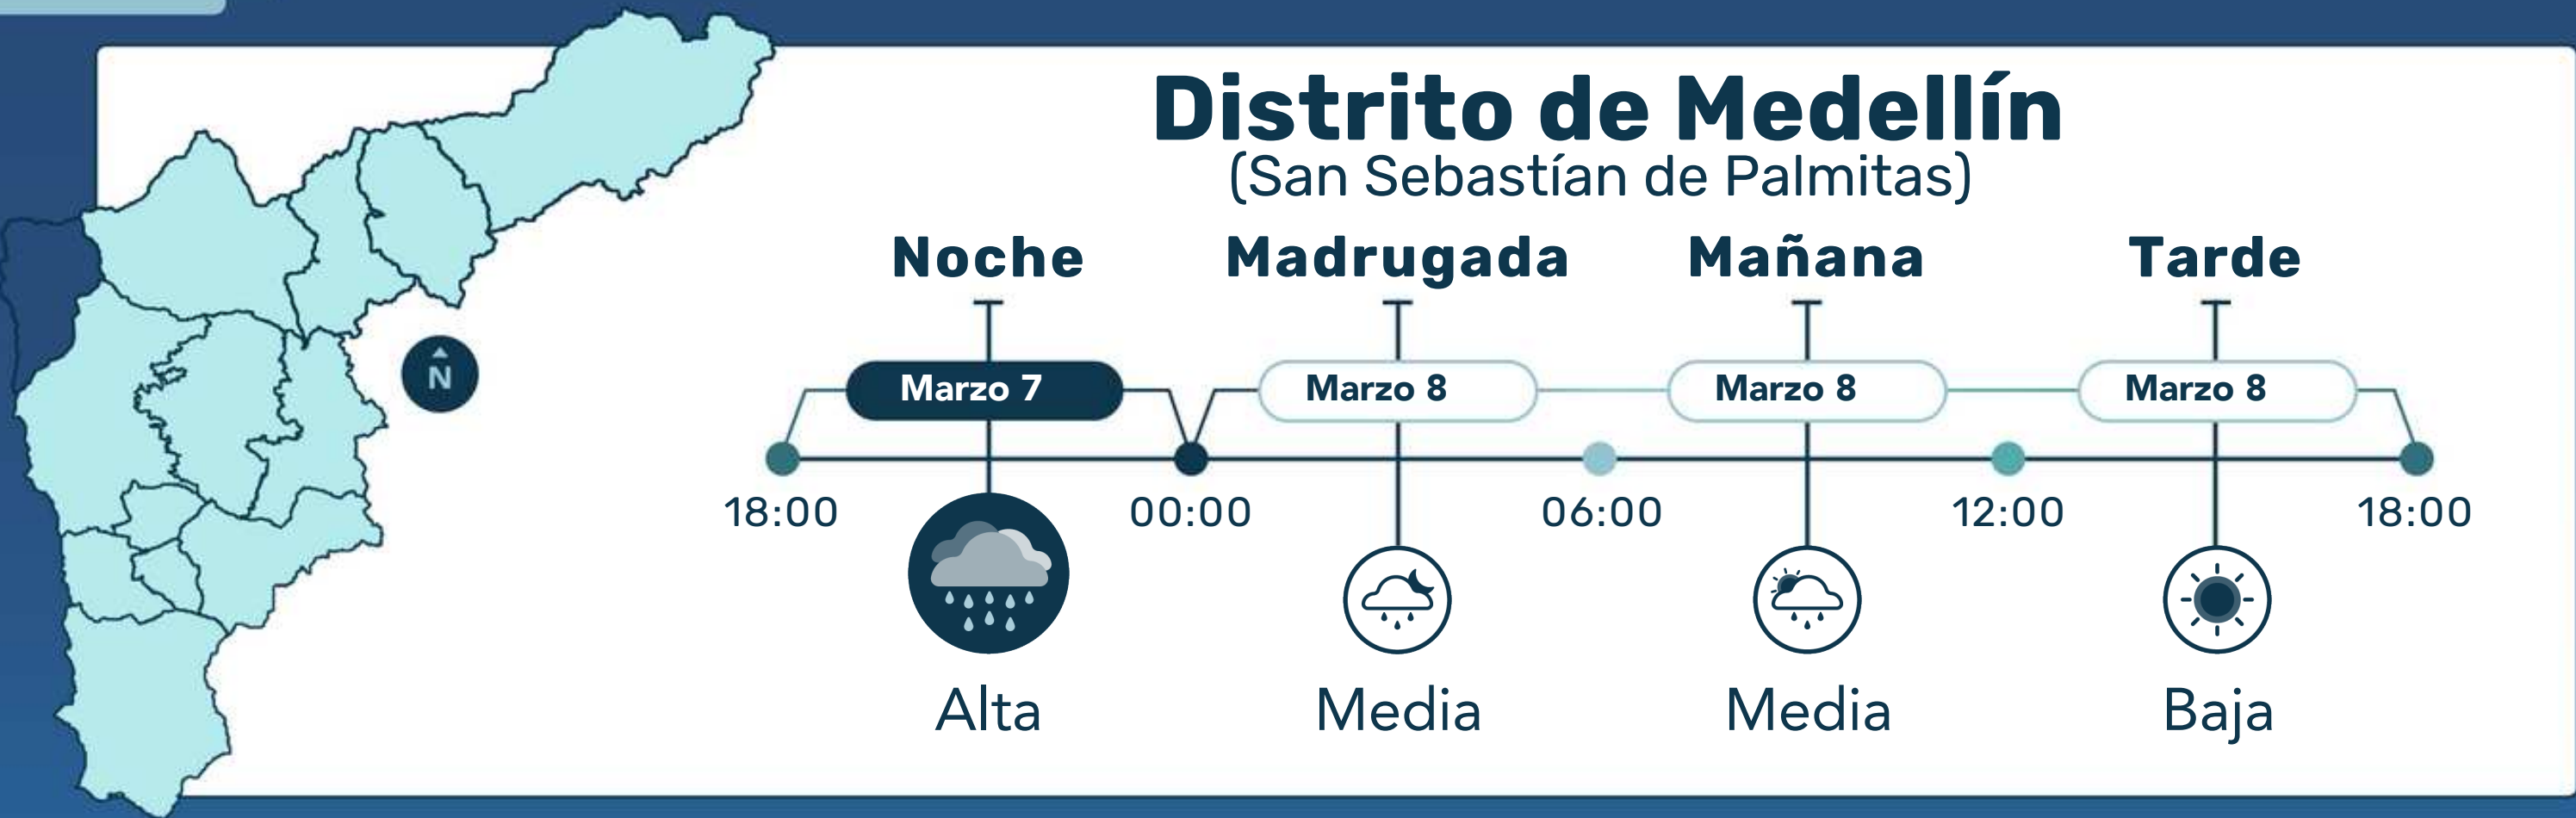 Distrito de Medellín
(San Sebastían de Palmitas)
Noche Madrugada Mañana Tarde
Marzo 7 Marzo 8 Marzo 8 Marzo 8
N
18:00 00:00 06:00 12:00 18:00
Alta Media Media Baja